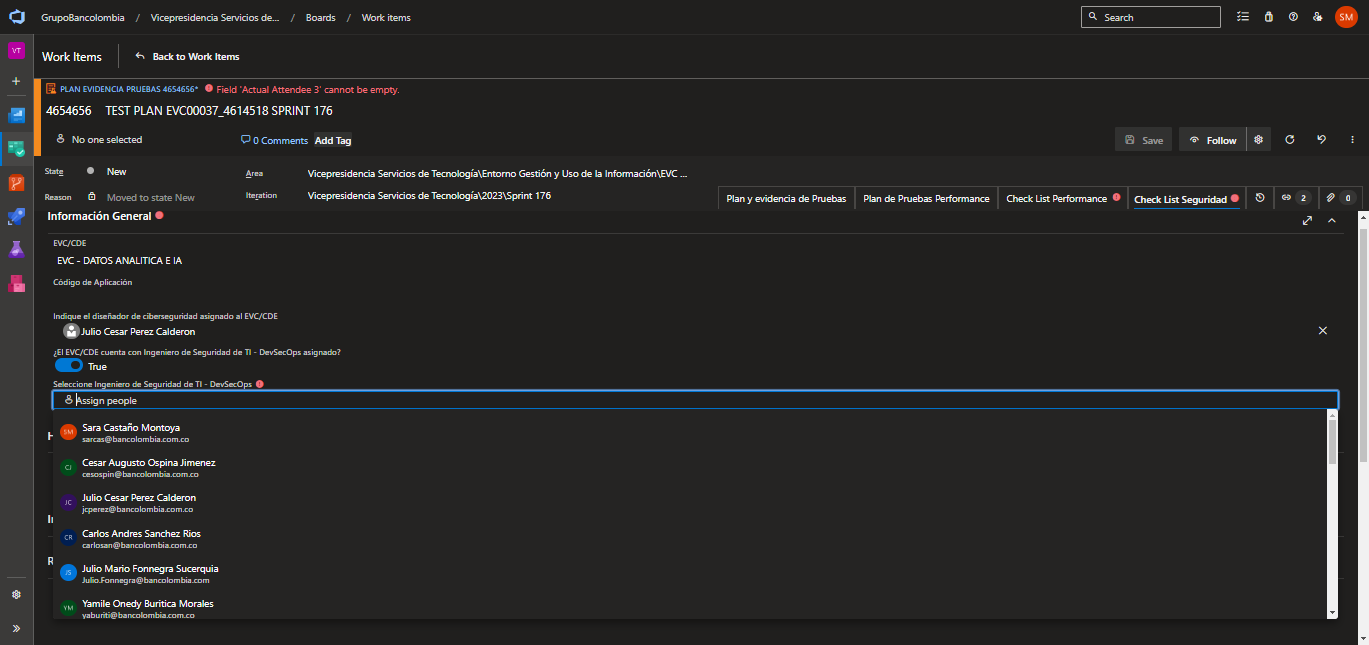 GrupoBancolombia / Vicepresidencia Servicios de... / Boards / Work items
Search
SM
VT
Work Items
Back to Work Items
PLAN EVIDENCIA PRUEBAS 4654656* Field 'Actual Attendee 3' cannot be empty.
4654656 TEST PLAN EVC00037_4614518 SPRINT 176
No one selected
0 Comments
Add Tag
Save
Follow
State
New
Area
Vicepresidencia Servicios de Tecnología\Entorno Gestión y Uso de la Información\EVC ...
Reason
Moved to state New
Iteration
Vicepresidencia Servicios de Tecnología\2023\Sprint 176
Plan y evidencia de Pruebas
Plan de Pruebas Performance
Check List Performance
Check List Seguridad
2
0
Información General
EVC/CDE
EVC - DATOS ANALITICA E IA
Código de Aplicación
Indique el diseñador de ciberseguridad asignado al EVC/CDE
Julio Cesar Perez Calderon
¿El EVC/CDE cuenta con Ingeniero de Seguridad de TI - DevSecOps asignado?
True
Seleccione Ingeniero de Seguridad de TI - DevSecOps
Assign people
SM
Sara Castaño Montoya
sarcas@bancolombia.com.co
CJ
Cesar Augusto Ospina Jimenez
cesospin@bancolombia.com.co
JC
Julio Cesar Perez Calderon
jcperez@bancolombia.com.co
CR
Carlos Andres Sanchez Rios
carlosan@bancolombia.com.co
JS
Julio Mario Fonnegra Sucerquia
Julio.Fonnegra@bancolombia.com
YM
Yamile Onedy Buritica Morales
yaburiti@bancolombia.com.co